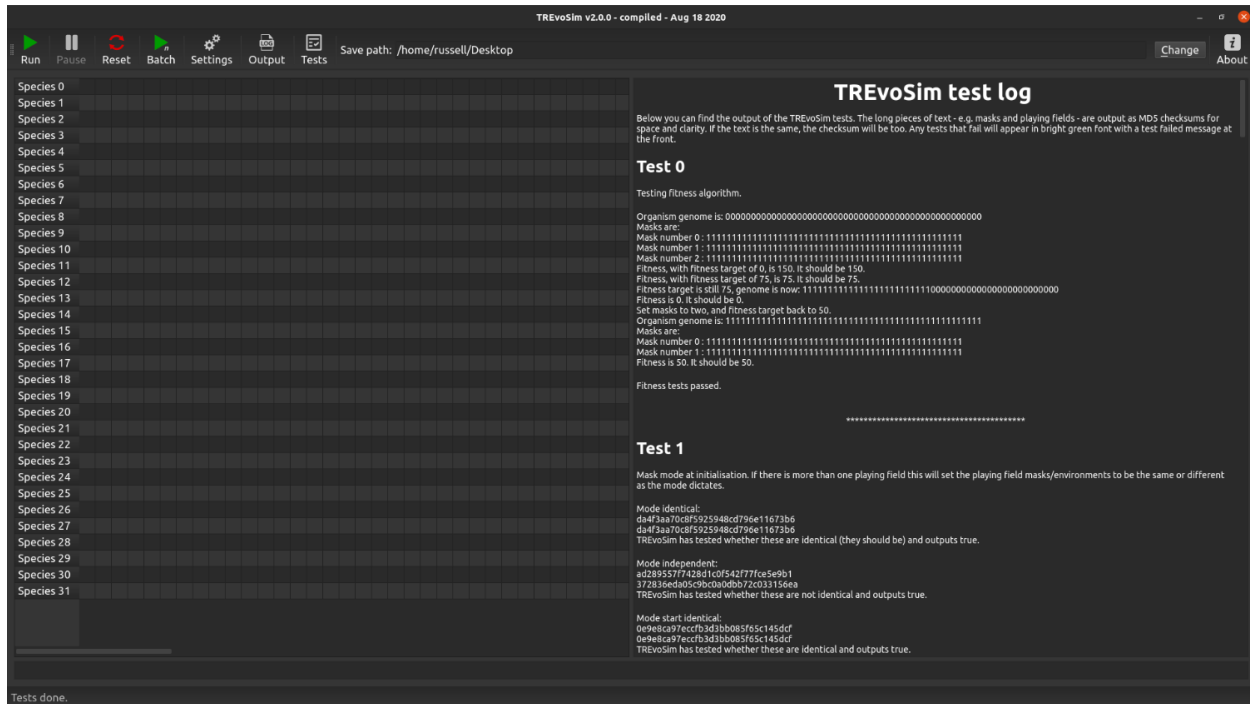 TREvoSim v2.0.0 - compiled - Aug 18 2020
Run Pause Reset Batch Settings Output Tests Save path: /home/russell/Desktop Change About
Species 0
Species 1
Species 2
Species 3
Species 4
Species 5
Species 6
Species 7
Species 8
Species 9
Species 10
Species 11
Species 12
Species 13
Species 14
Species 15
Species 16
Species 17
Species 18
Species 19
Species 20
Species 21
Species 22
Species 23
Species 24
Species 25
Species 26
Species 27
Species 28
Species 29
Species 30
Species 31
TREvoSim test log
Below you can find the output of the TREvoSim tests. The long pieces of text - e.g. masks and playing fields - are output as MD5 checksums for
space and clarity. If the text is the same, the checksum will be too. Any tests that fail will appear in bright green font with a test failed message at
the front.
Test 0
Testing fitness algorithm.
Organism genome is: 00000000000000000000000000000000000000000000000000
Masks are:
Mask number 0 : 11111111111111111111111111111111111111111111111111
Mask number 1 : 11111111111111111111111111111111111111111111111111
Mask number 2 : 11111111111111111111111111111111111111111111111111
Fitness, with fitness target of 0, is 150. It should be 150.
Fitness, with fitness target of 75, is 75. It should be 75.
Fitness target is still 75, genome is now: 11111111111111111111111110000000000000000000000000
Fitness is 0. It should be 0.
Set masks to two, and fitness target back to 50.
Organism genome is: 11111111111111111111111111111111111111111111111111
Masks are:
Mask number 0 : 11111111111111111111111111111111111111111111111111
Mask number 1 : 11111111111111111111111111111111111111111111111111
Fitness is 50. It should be 50.
Fitness tests passed.
******************************************
Test 1
Mask mode at initialisation. If there is more than one playing field this will set the playing field masks/environments to be the same or different
as the mode dictates.
Mode identical:
da4f3aa70c8f5925948cd796e11673b6
da4f3aa70c8f5925948cd796e11673b6
TREvoSim has tested whether these are identical (they should be) and outputs true.
Mode independent:
ad289557f7428d1c0f542f77fce5e9b1
372836eda05c9bc0a0dbb72c033156ea
TREvoSim has tested whether these are not identical and outputs true.
Mode start identical:
0e9e8ca97eccfb3d3bb085f65c145dcf
0e9e8ca97eccfb3d3bb085f65c145dcf
TREvoSim has tested whether these are identical and outputs true.
Tests done.